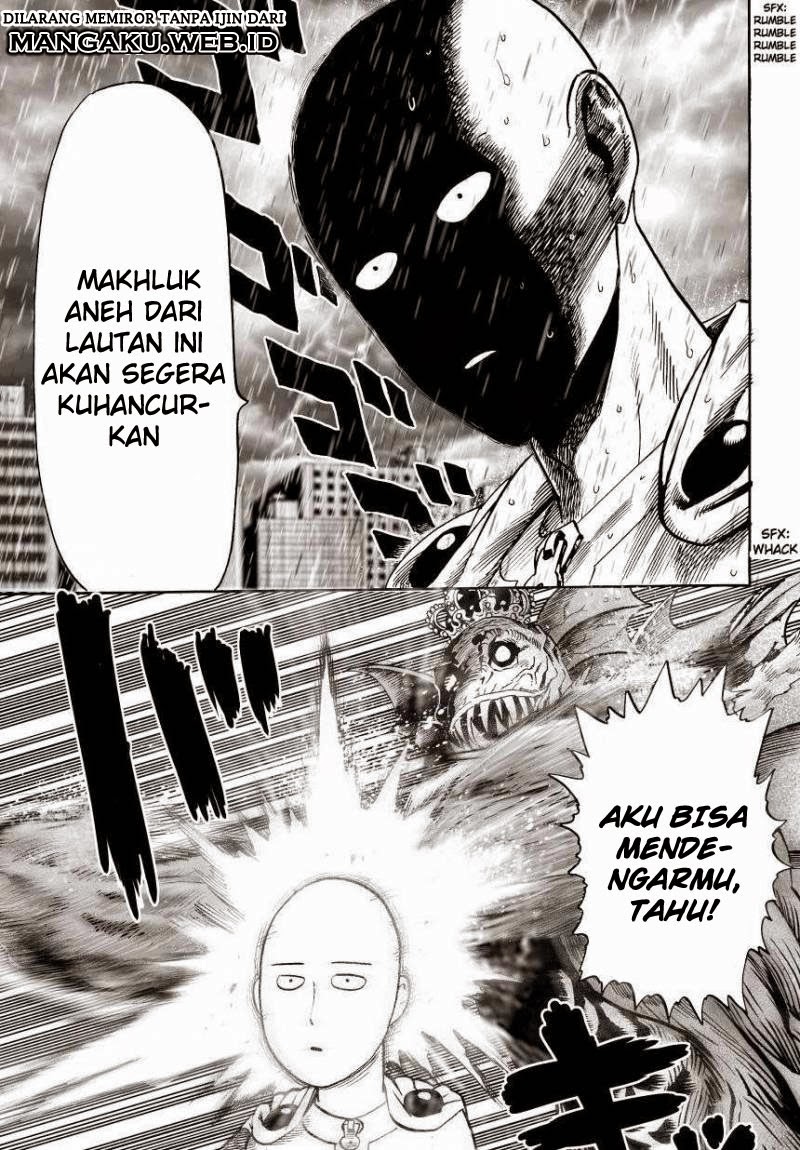 DILARANG MEMIROR TANPA IJIN DARI
MANGAKU.WEB.ID
SFX:
RUMBLE
RUMBLE
RUMBLE
RUMBLE
MAKHLUK
ANEH DARI
LAUTAN INI
AKAN SEGERA
KUHANCUR-
KAN
SFX:
WHACK
AKU BISA
MENDE-
NGARMU,
TAHU!